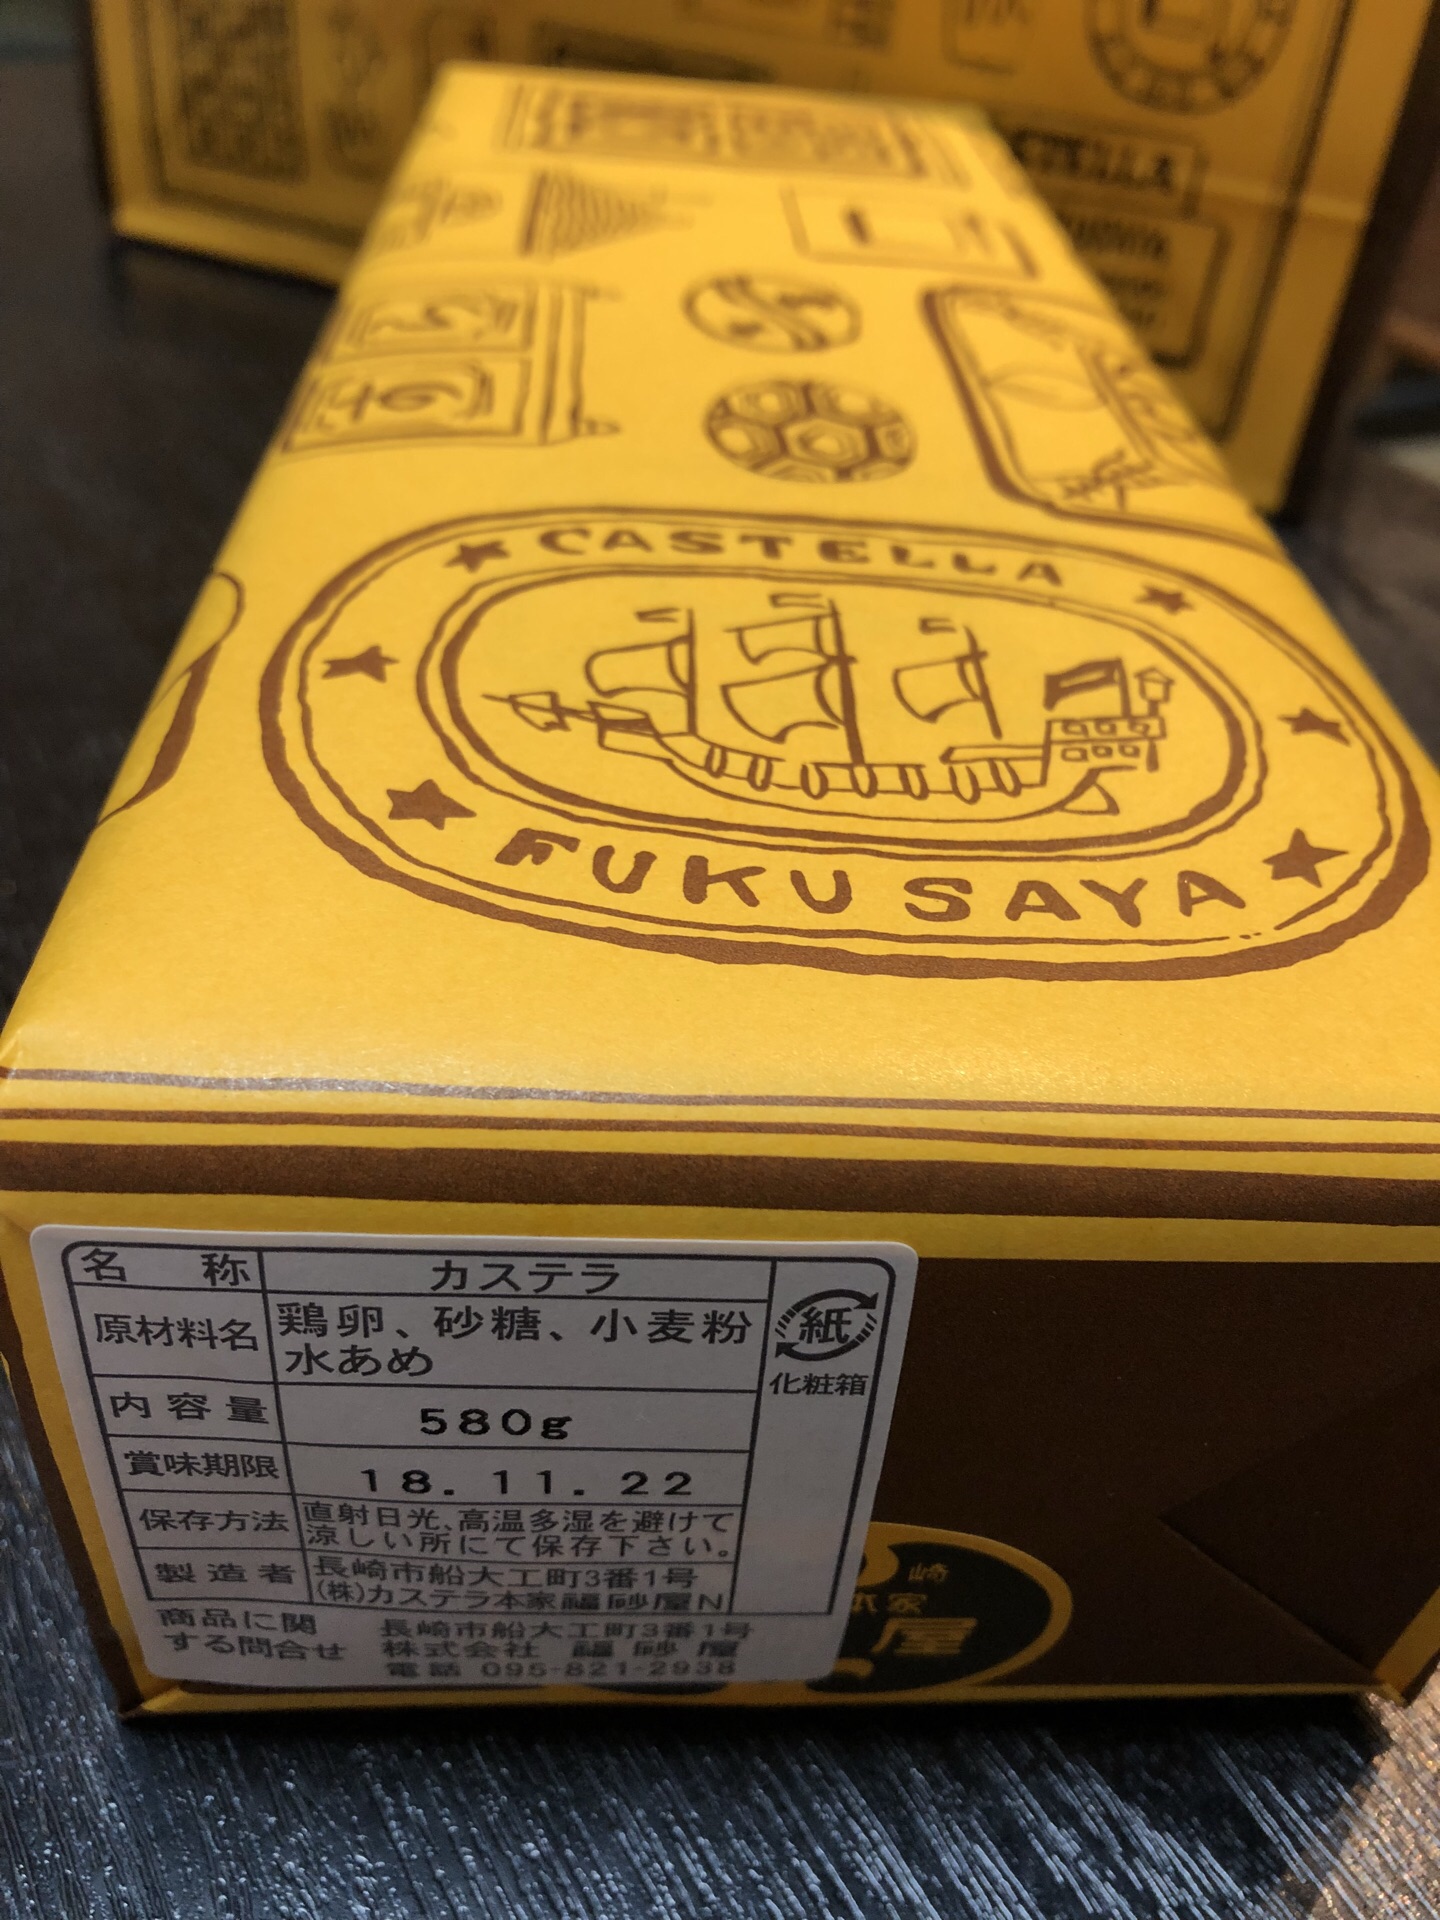 CASTELLA
FUKUSAYA
名 称 カステラ
原材料名 鶏卵、砂糖、小麦粉
水あめ
紙
化粧箱
内容量 580g
賞味期限 18.11.22
保存方法 直射日光、高温多湿を避けて
涼しい所にて保存下さい。
製造者 長崎市船大工町3番1号
(株)カステラ本家福砂屋N
商品に関
する問合せ
長崎市船大工町3番1号
株式会社 福砂屋
電話 095-821-2938
崎
本家
屋